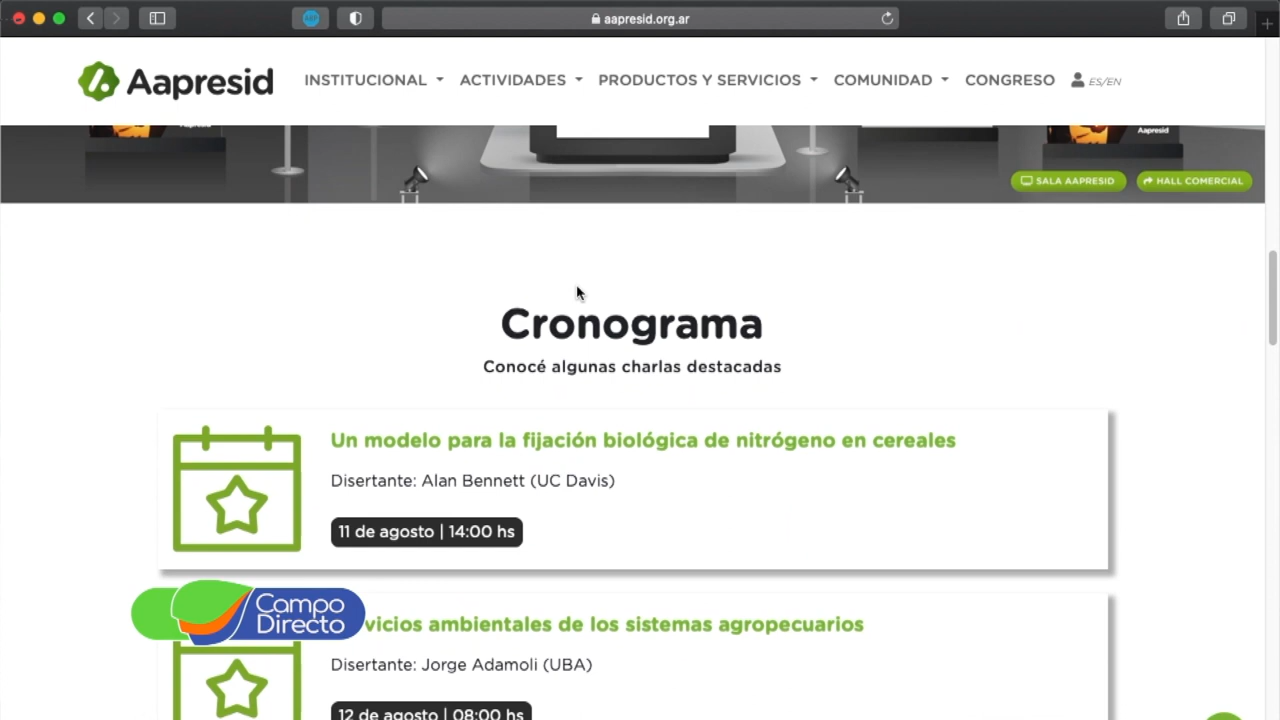 aapresid.org.ar
Aapresid
INSTITUCIONAL
ACTIVIDADES
PRODUCTOS Y SERVICIOS
COMUNIDAD
CONGRESO
ES/EN
Aapresid
SALA AAPRESID
HALL COMERCIAL
Cronograma
Conocé algunas charlas destacadas
Un modelo para la fijación biológica de nitrógeno en cereales
Disertante: Alan Bennett (UC Davis)
11 de agosto | 14:00 hs
Campo
Directo
vicios ambientales de los sistemas agropecuarios
Disertante: Jorge Adamoli (UBA)
12 de agosto | 08:00 hs